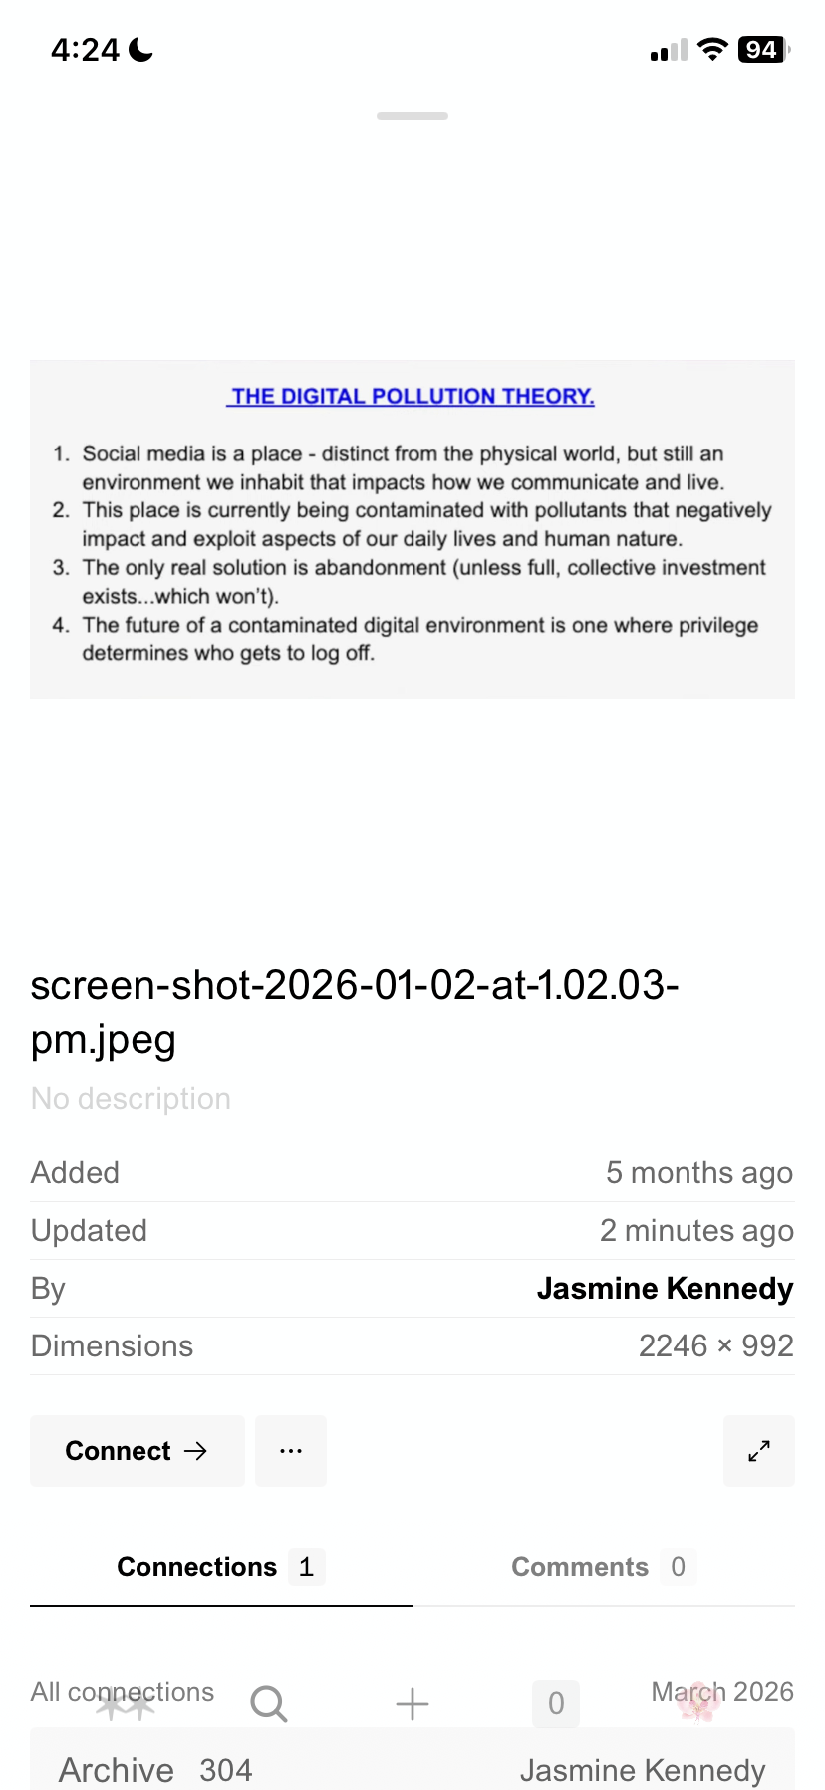 4:24
94
THE DIGITAL POLLUTION THEORY.
1. Social media is a place - distinct from the physical world, but still an
environment we inhabit that impacts how we communicate and live.
2. This place is currently being contaminated with pollutants that negatively
impact and exploit aspects of our daily lives and human nature.
3. The only real solution is abandonment (unless full, collective investment
exists...which won't).
4. The future of a contaminated digital environment is one where privilege
determines who gets to log off.
screen-shot-2026-01-02-at-1.02.03-
pm.jpeg
No description
Added 5 months ago
Updated 2 minutes ago
By Jasmine Kennedy
Dimensions 2246 × 992
Connect → ...
Connections 1 Comments 0
All connections March 2026
0
Archive 304 Jasmine Kennedy